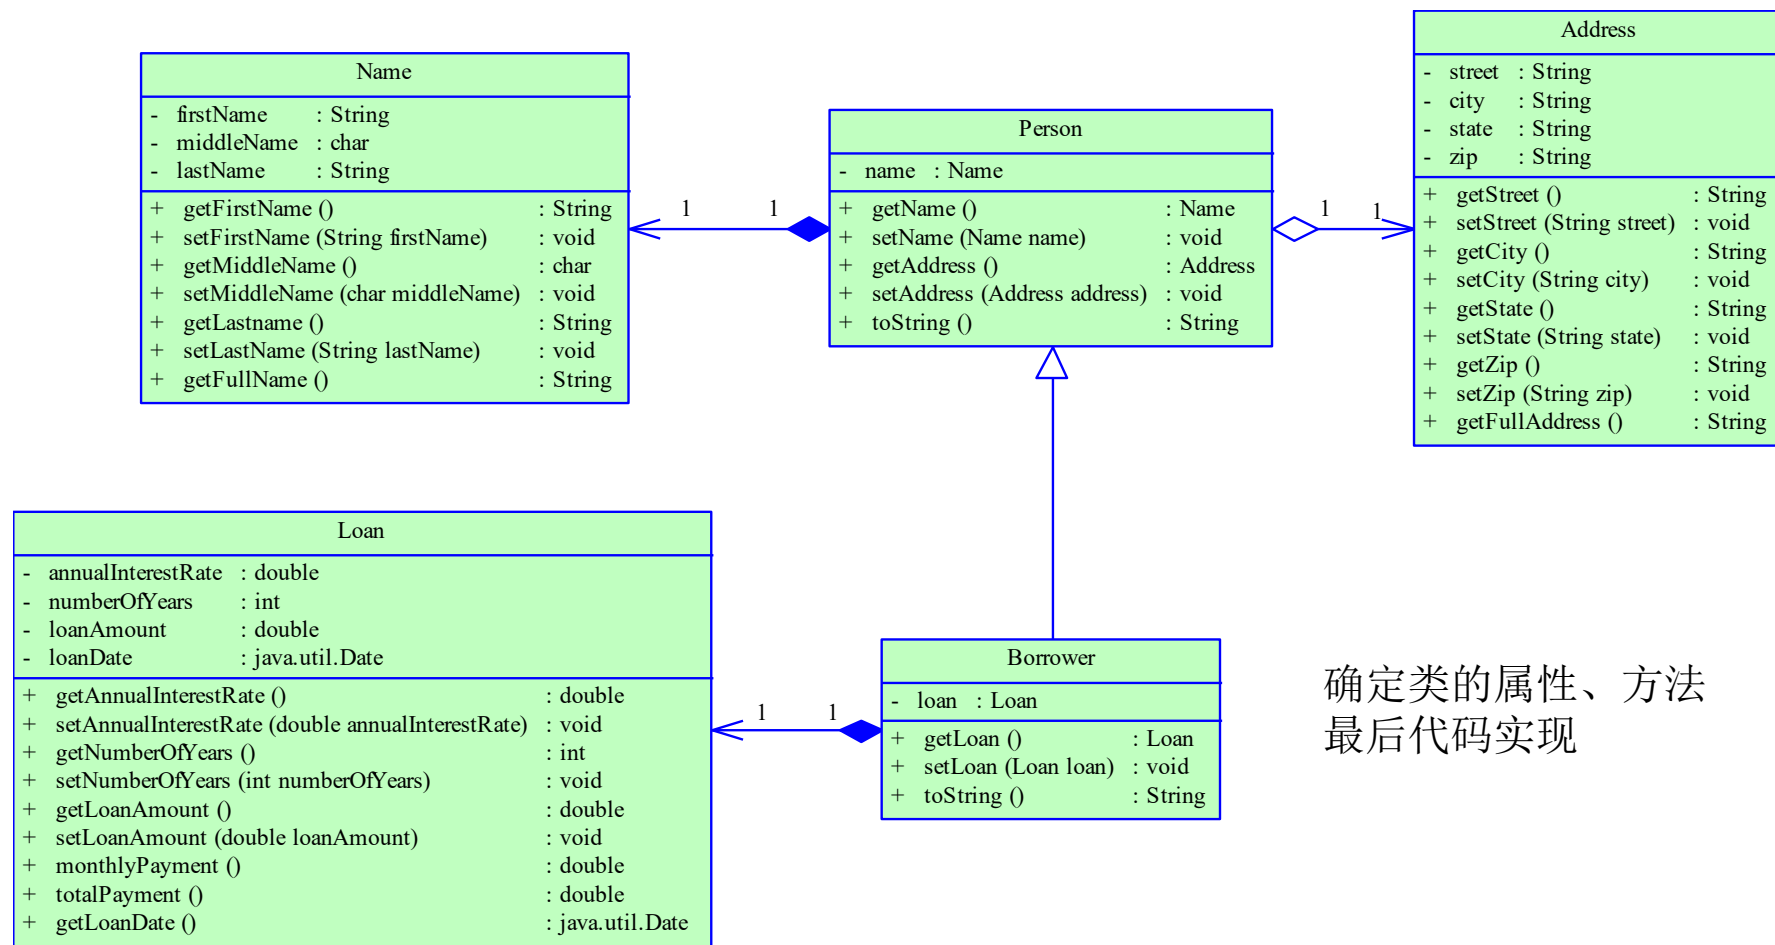 Name
- firstName : String
- middleName : char
- lastName : String
+ getFirstName () : String
+ setFirstName (String firstName) : void
+ getMiddleName () : char
+ setMiddleName (char middleName) : void
+ getLastname () : String
+ setLastName (String lastName) : void
+ getFullName () : String
1 1
Person
- name : Name
+ getName () : Name
+ setName (Name name) : void
+ getAddress () : Address
+ setAddress (Address address) : void
+ toString () : String
1 1
Address
- street : String
- city : String
- state : String
- zip : String
+ getStreet () : String
+ setStreet (String street) : void
+ getCity () : String
+ setCity (String city) : void
+ getState () : String
+ setState (String state) : void
+ getZip () : String
+ setZip (String zip) : void
+ getFullAddress () : String
Loan
- annualInterestRate : double
- numberOfYears : int
- loanAmount : double
- loanDate : java.util.Date
+ getAnnualInterestRate () : double
+ setAnnualInterestRate (double annualInterestRate) : void
+ getNumberOfYears () : int
+ setNumberOfYears (int numberOfYears) : void
+ getLoanAmount () : double
+ setLoanAmount (double loanAmount) : void
+ monthlyPayment () : double
+ totalPayment () : double
+ getLoanDate () : java.util.Date
1 1
Borrower
- loan : Loan
+ getLoan () : Loan
+ setLoan (Loan loan) : void
+ toString () : String
确定类的属性、方法
最后代码实现